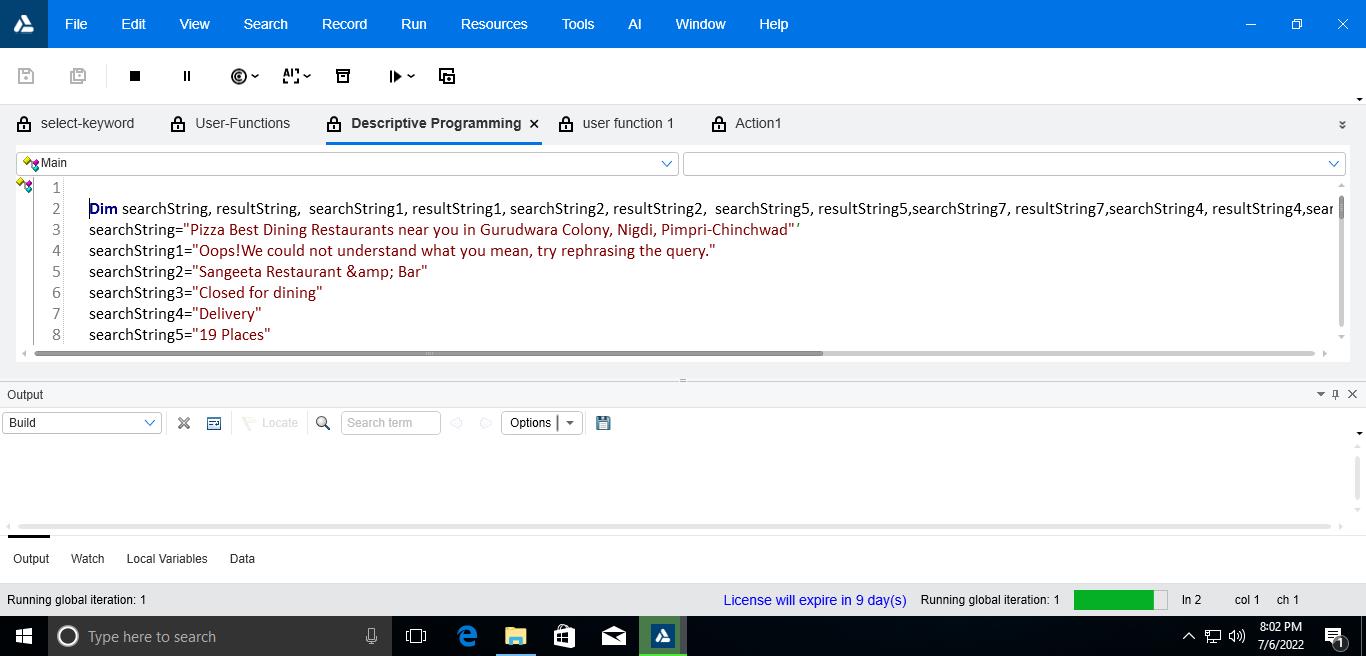 File Edit View Search Record Run Resources Tools AI Window Help
select-keyword User-Functions Descriptive Programming user function 1 Action1
Main
1
2 Dim searchString, resultString, searchString1, resultString1, searchString2, resultString2, searchString5, resultString5,searchString7, resultString7,searchString4, resultString4,sear
3 searchString="Pizza Best Dining Restaurants near you in Gurudwara Colony, Nigdi, Pimpri-Chinchwad"'
4 searchString1="Oops!We could not understand what you mean, try rephrasing the query."
5 searchString2="Sangeeta Restaurant &amp; Bar"
6 searchString3="Closed for dining"
7 searchString4="Delivery"
8 searchString5="19 Places"
Output
Build Locate Search term Options
Output Watch Local Variables Data
Running global iteration: 1 License will expire in 9 day(s) Running global iteration: 1 ln 2 col 1 ch 1
Type here to search 8:02 PM
7/6/2022 1